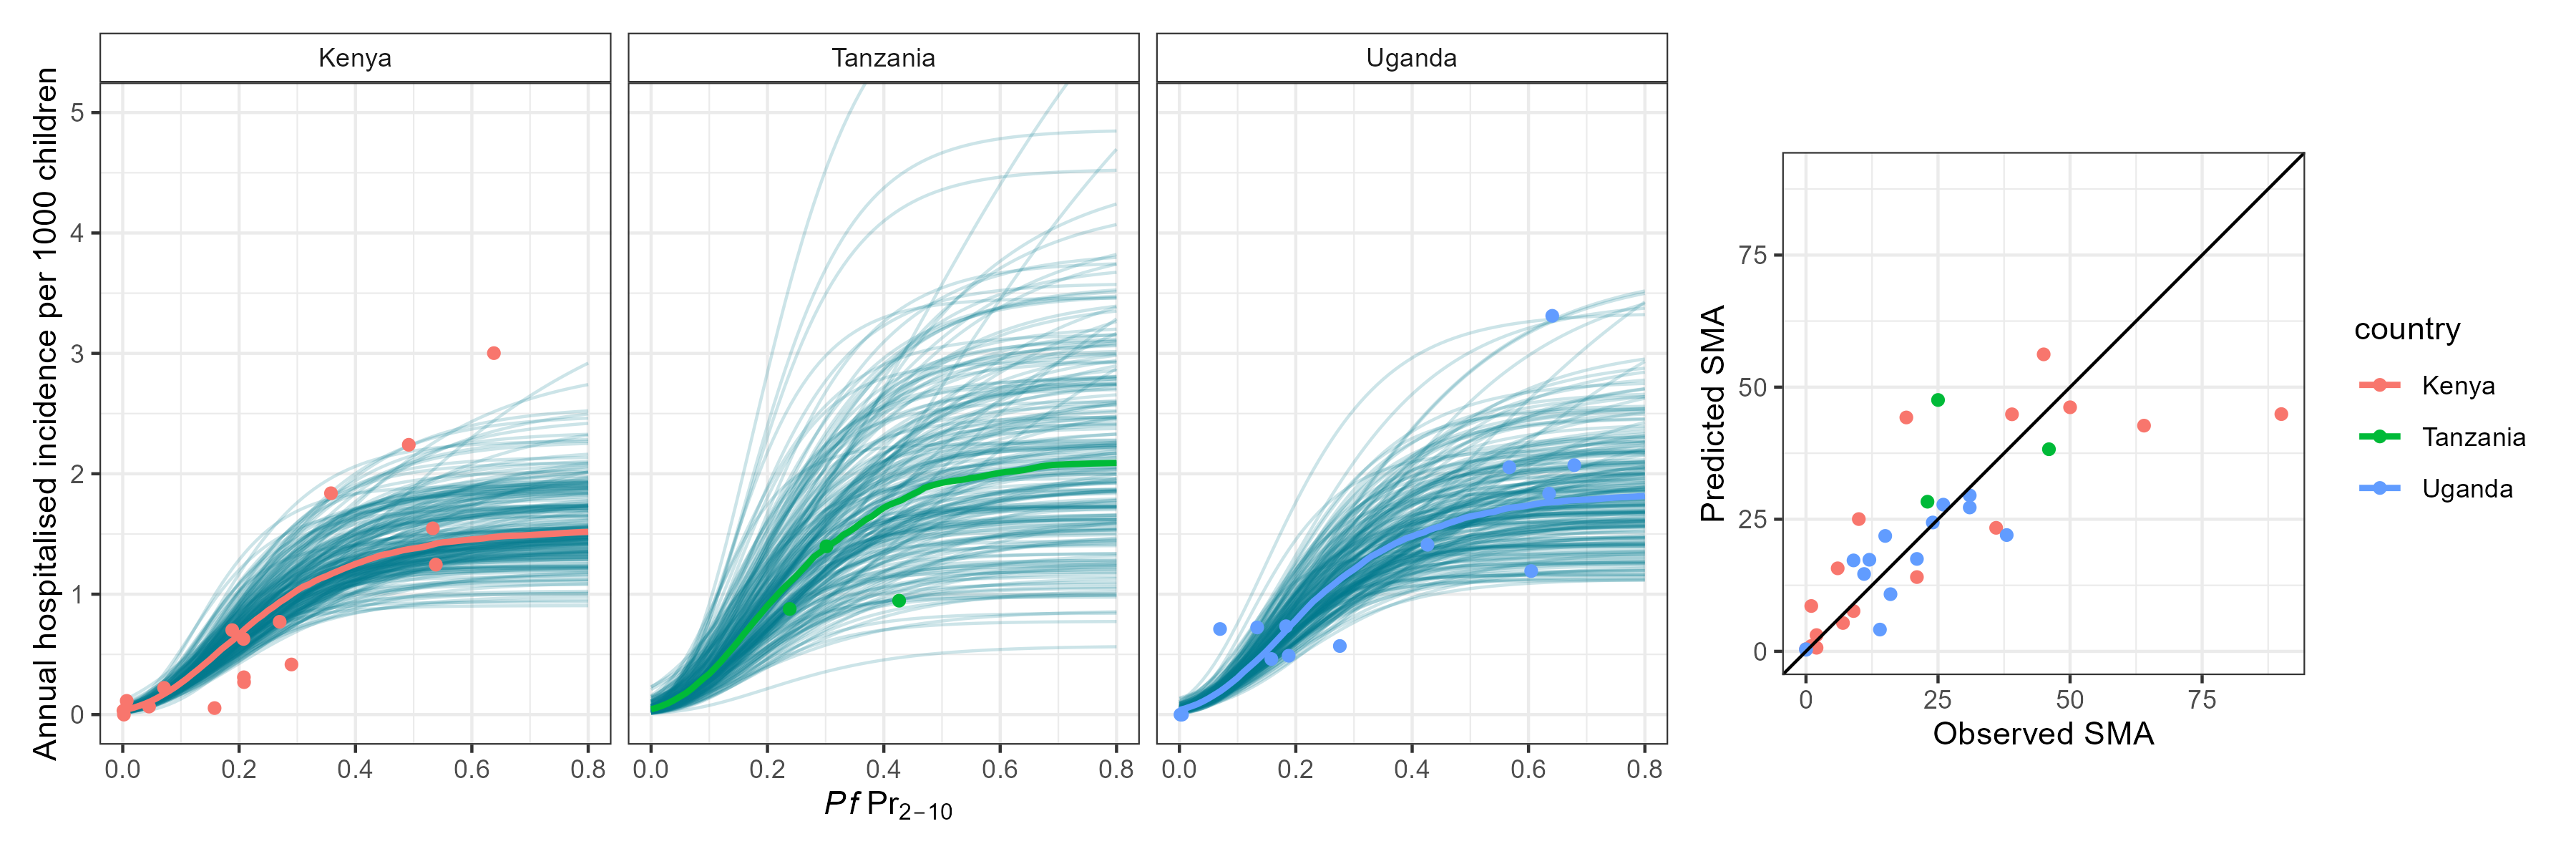 Kenya
Tanzania
Uganda
Annual hospitalised incidence per 1000 children
5
4
3
2
1
0
0.0 0.2 0.4 0.6 0.8
0.0 0.2 0.4 0.6 0.8
0.0 0.2 0.4 0.6 0.8
Pf Pr2−10
Predicted SMA
75
50
25
0
0 25 50 75
Observed SMA
country
Kenya
Tanzania
Uganda